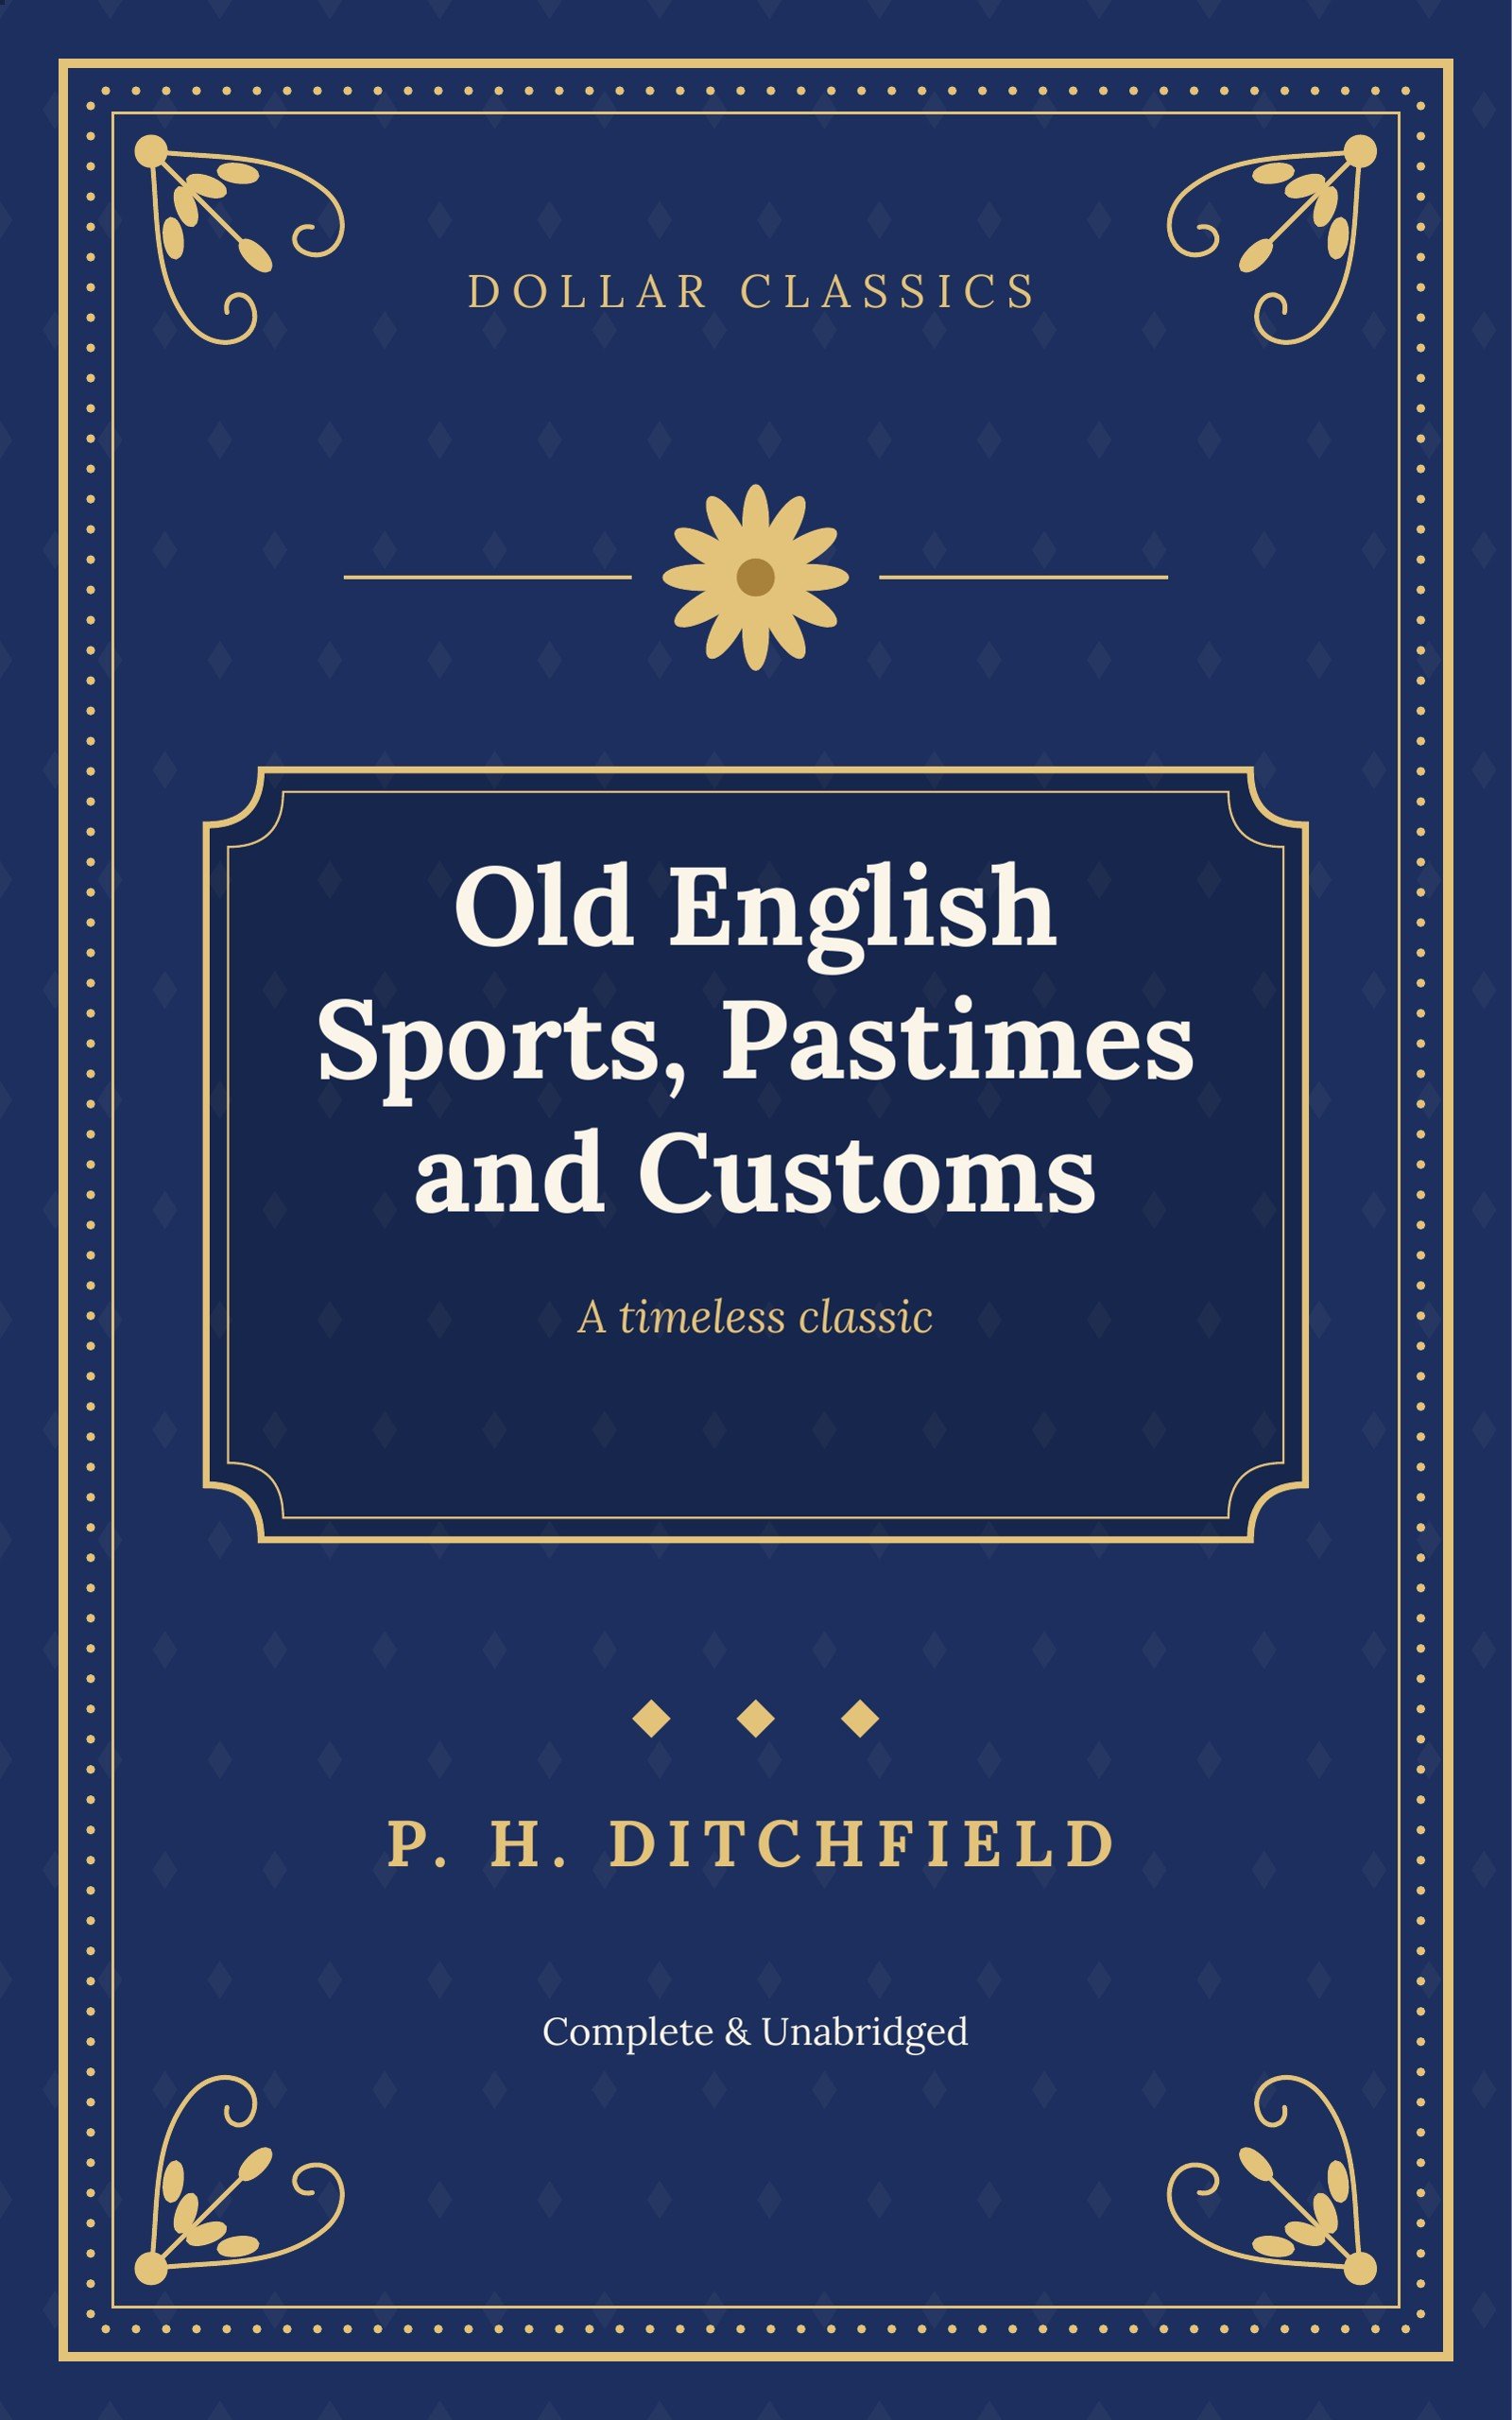 DOLLAR CLASSICS
Old English
Sports, Pastimes
and Customs
A timeless classic
P. H. DITCHFIELD
Complete & Unabridged